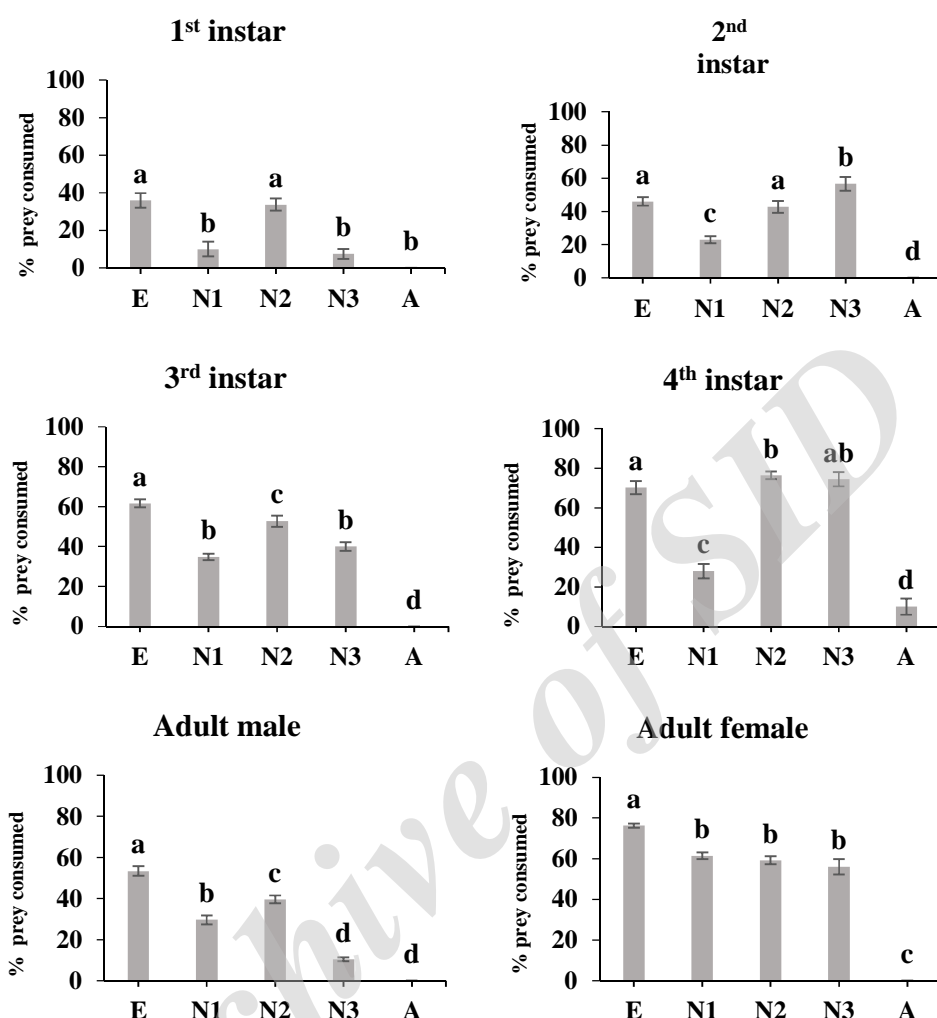 1st instar
% prey consumed
100
80
60
40
20
0
a
b
a
b
b
E N1 N2 N3 A
2nd
instar
% prey consumed
100
80
60
40
20
0
a
c
a
b
d
E N1 N2 N3 A
3rd instar
% prey consumed
100
80
60
40
20
0
a
b
c
b
d
E N1 N2 N3 A
4th instar
% prey consumed
100
80
60
40
20
0
a
c
b
ab
d
E N1 N2 N3 A
Adult male
% prey consumed
100
80
60
40
20
0
a
b
c
d
d
E N1 N2 N3 A
Adult female
% prey consumed
100
80
60
40
20
0
a
b
b
b
c
E N1 N2 N3 A
chive of SID